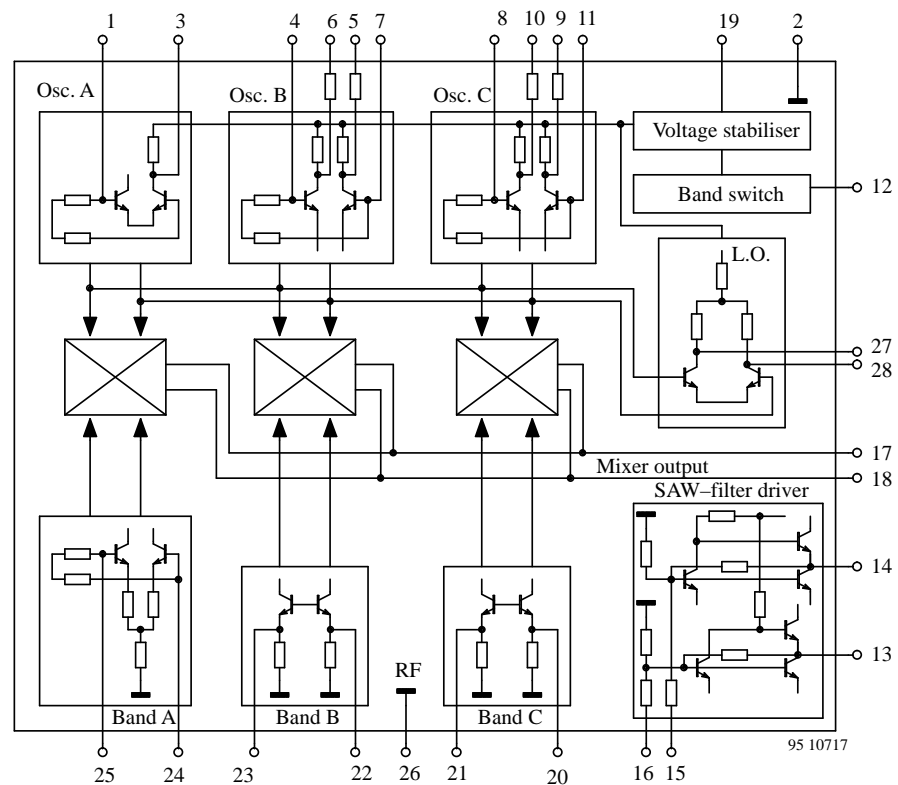 1 3 4 6 5 7 8 10 9 11 19 2
Osc. A Osc. B Osc. C
Voltage stabiliser
Band switch
12
L.O.
27
28
17
Mixer output
18
SAW–filter driver
14
13
RF
Band A Band B Band C
95 10717
25 24 23 22 26 21 20 16 15